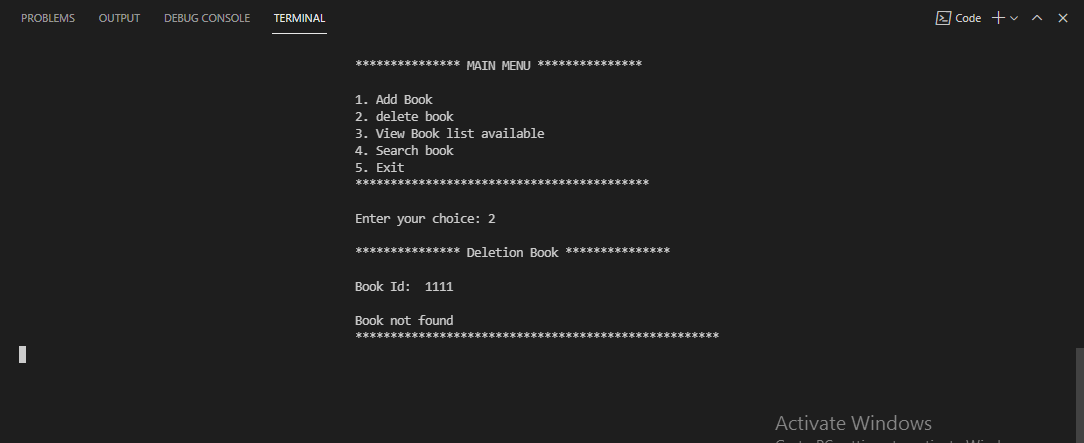 PROBLEMS OUTPUT DEBUG CONSOLE TERMINAL Code
*************** MAIN MENU ***************
1. Add Book
2. delete book
3. View Book list available
4. Search book
5. Exit
******************************************
Enter your choice: 2
*************** Deletion Book ***************
Book Id:  1111
Book not found
****************************************************
Activate Windows